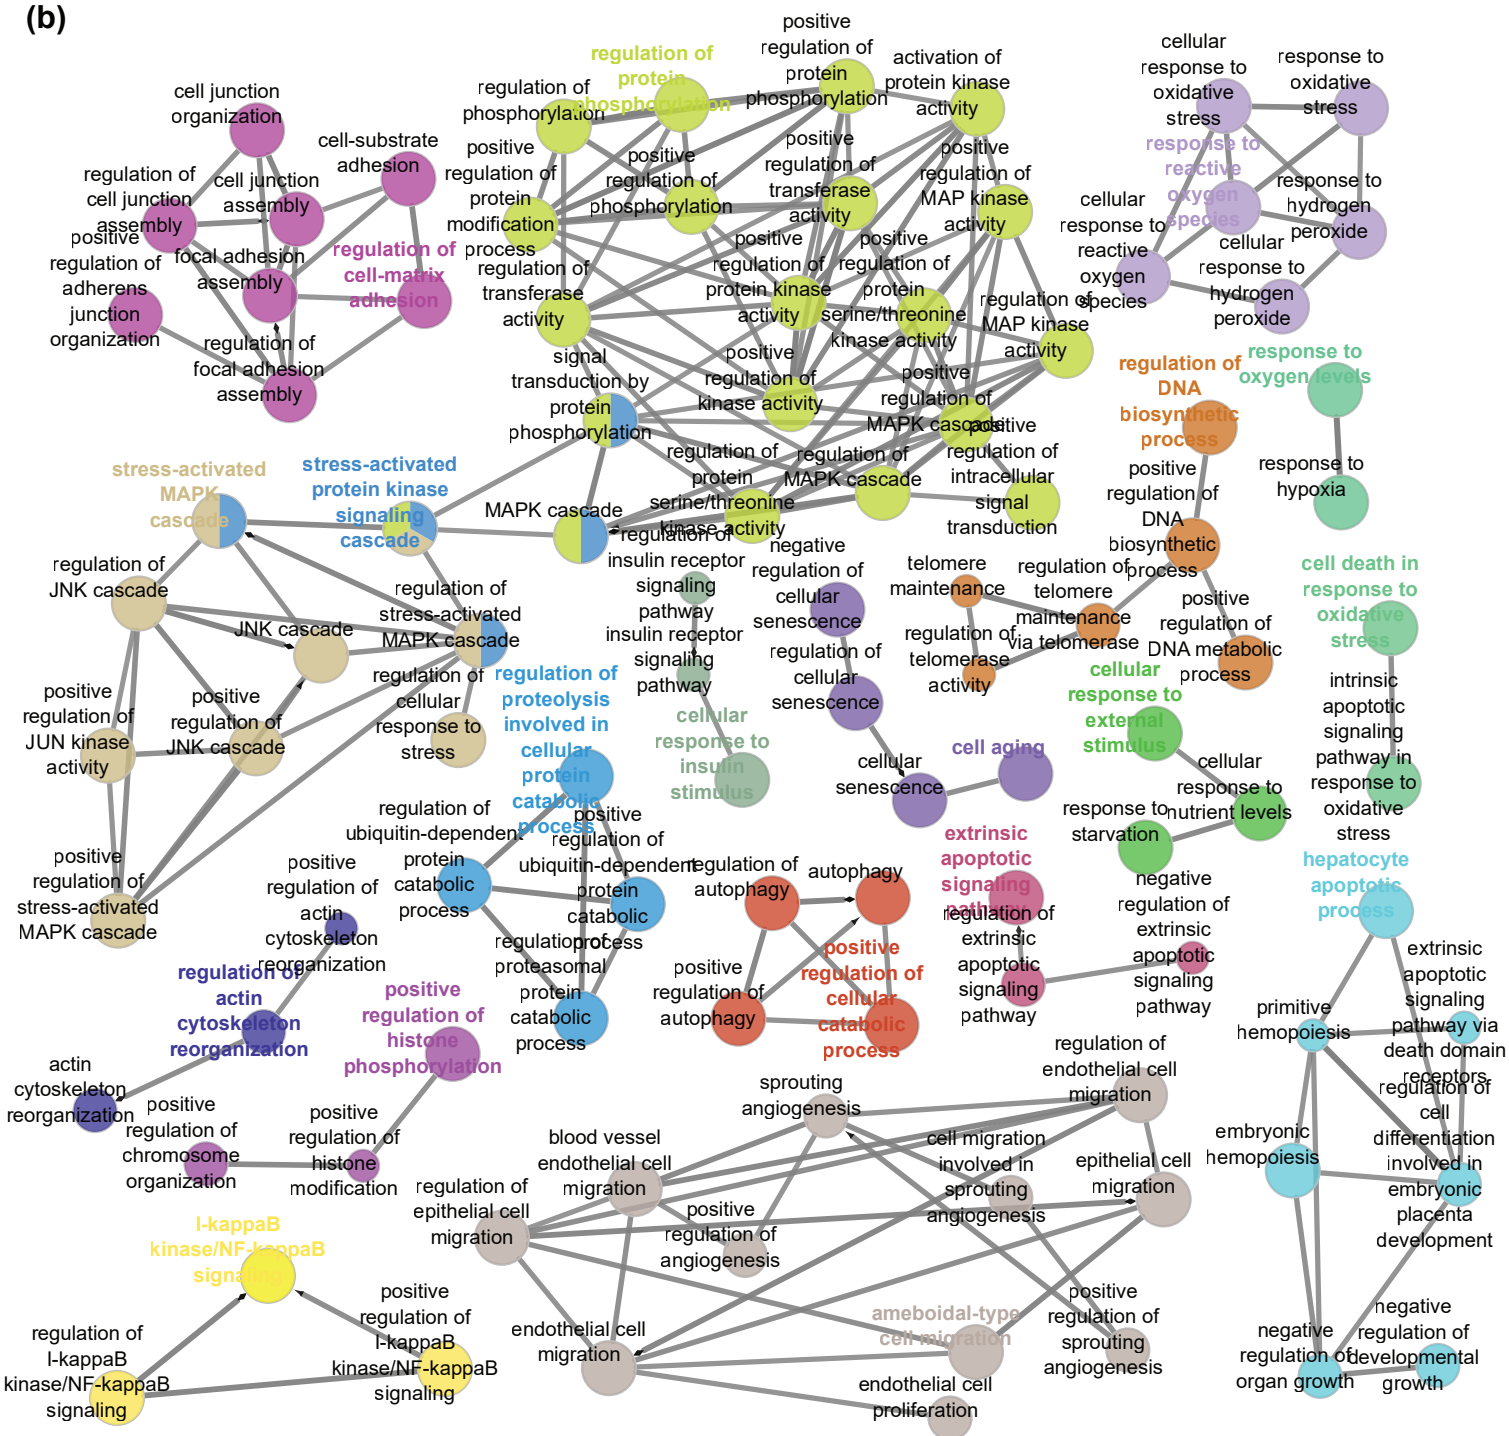 (b)
cell junction
organization
cell-substrate
adhesion
regulation of
cell junction
assembly
cell junction
assembly
positive
regulation of
adherens
junction
organization
focal adhesion
assembly
regulation of
cell-matrix
adhesion
regulation of
focal adhesion
assembly
regulation of
phosphorylation
regulation of
protein
phosphorylation
positive
regulation of
protein
phosphorylation
activation of
protein kinase
activity
positive
regulation of
protein
modification
process
positive
regulation of
phosphorylation
positive
regulation of
transferase
activity
positive
regulation of
MAP kinase
activity
regulation of
transferase
activity
positive
regulation of
protein kinase
activity
positive
regulation of
protein
serine/threonine
kinase activity
regulation of
MAP kinase
activity
signal
transduction by
protein
phosphorylation
positive
regulation of
kinase activity
positive
regulation of
MAPK cascade
regulation of
protein
serine/threonine
kinase activity
regulation of
MAPK cascade
positive
regulation of
intracellular
signal
transduction
MAPK cascade
cellular
response to
oxidative
stress
response to
oxidative
stress
response to
reactive
oxygen
species
cellular
response to
reactive
oxygen
species
response to
hydrogen
peroxide
cellular
response to
hydrogen
peroxide
regulation of
DNA
biosynthetic
process
response to
oxygen levels
response to
hypoxia
positive
regulation of
DNA
biosynthetic
process
stress-activated
MAPK
cascade
stress-activated
protein kinase
signaling
cascade
regulation of
JNK cascade
JNK cascade
regulation of
stress-activated
MAPK cascade
positive
regulation of
JUN kinase
activity
positive
regulation of
JNK cascade
regulation of
cellular
response to
stress
positive
regulation of
stress-activated
MAPK cascade
regulation of
insulin receptor
signaling
pathway
insulin receptor
signaling
pathway
cellular
response to
insulin
stimulus
negative
regulation of
cellular
senescence
regulation of
cellular
senescence
cellular
senescence
cell aging
telomere
maintenance
regulation of
telomere
maintenance
via telomerase
regulation of
telomerase
activity
positive
regulation of
DNA metabolic
process
cell death in
response to
oxidative
stress
intrinsic
apoptotic
signaling
pathway in
response to
oxidative
stress
cellular
response to
external
stimulus
cellular
response to
nutrient levels
response to
starvation
regulation of
proteolysis
involved in
cellular
protein
catabolic
process
regulation of
ubiquitin-dependent
protein
catabolic
process
positive
regulation of
ubiquitin-dependent
protein
catabolic
process
regulation of
proteasomal
protein
catabolic
process
regulation of
autophagy
autophagy
positive
regulation of
autophagy
positive
regulation of
cellular
catabolic
process
extrinsic
apoptotic
signaling
pathway
regulation of
extrinsic
apoptotic
signaling
pathway
negative
regulation of
extrinsic
apoptotic
signaling
pathway
hepatocyte
apoptotic
process
primitive
hemopoiesis
extrinsic
apoptotic
signaling
pathway via
death domain
receptors
embryonic
hemopoiesis
regulation of
cell
differentiation
involved in
embryonic
placenta
development
negative
regulation of
organ growth
negative
regulation of
developmental
growth
positive
regulation of
actin
cytoskeleton
reorganization
regulation of
actin
cytoskeleton
reorganization
actin
cytoskeleton
reorganization
positive
regulation of
histone
phosphorylation
positive
regulation of
chromosome
organization
positive
regulation of
histone
modification
I-kappaB
kinase/NF-kappaB
signaling
regulation of
I-kappaB
kinase/NF-kappaB
signaling
positive
regulation of
I-kappaB
kinase/NF-kappaB
signaling
sprouting
angiogenesis
regulation of
endothelial cell
migration
blood vessel
endothelial cell
migration
cell migration
involved in
sprouting
angiogenesis
epithelial cell
migration
regulation of
epithelial cell
migration
positive
regulation of
angiogenesis
endothelial cell
migration
ameboidal-type
cell migration
positive
regulation of
sprouting
angiogenesis
endothelial cell
proliferation